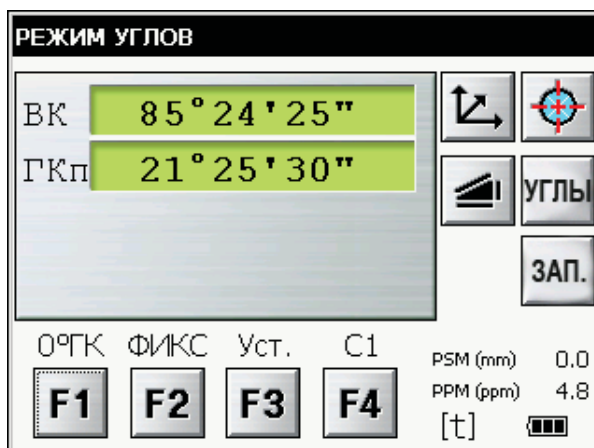 РЕЖИМ УГЛОВ
ВК 85°24'25"
ГКп 21°25'30"
УГЛЫ
ЗАП.
0°ГК ФИКС Уст. С1
F1 F2 F3 F4
PSM (mm) 0.0
PPM (ppm) 4.8
[t]